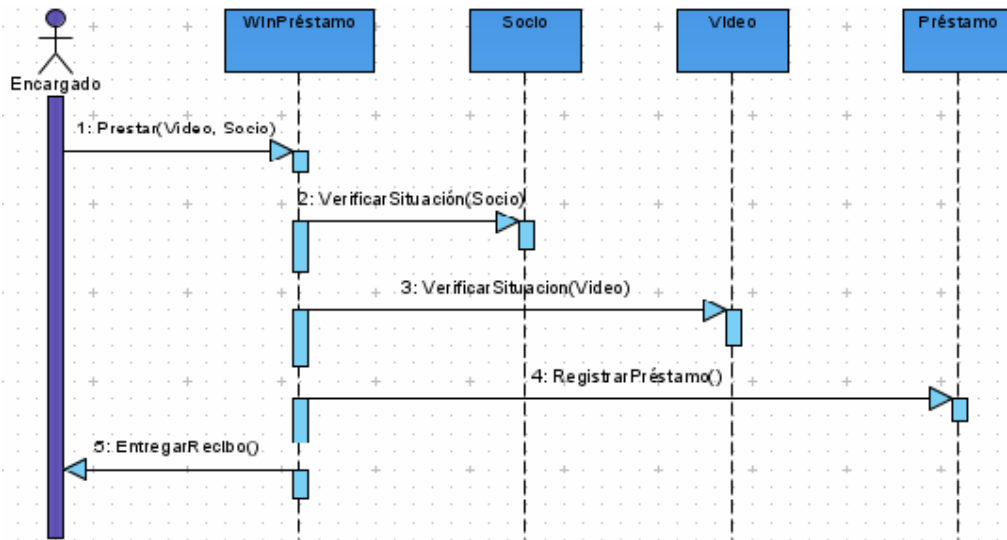 WinPréstamo
Socio
Video
Préstamo
Encargado
1: Prestar(Video, Socio)
2: VerificarSituación(Socio)
3: VerificarSituacion(Video)
4: RegistrarPréstamo()
5: EntregarRecibo()